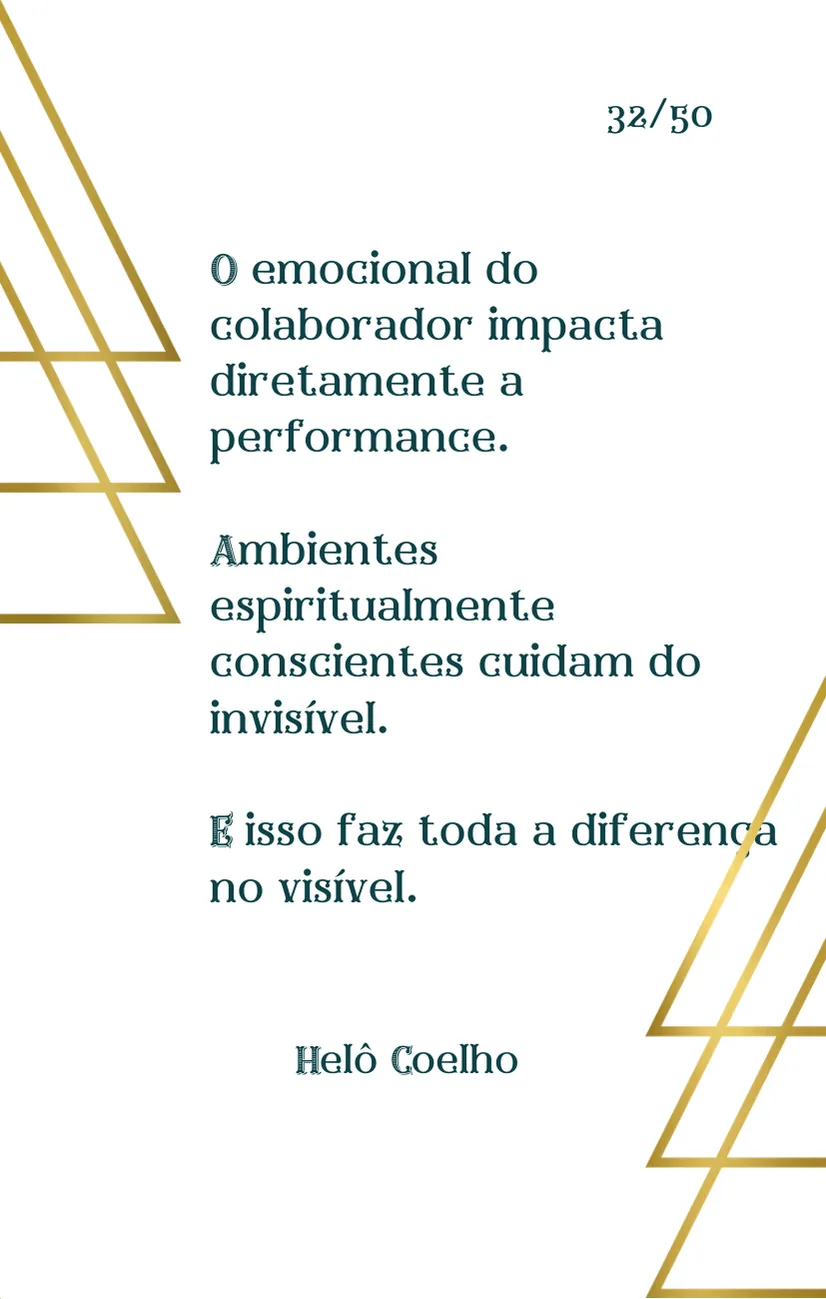 32/50
O emocional do
colaborador impacta
diretamente a
performance.
Ambientes
espiritualmente
conscientes cuidam do
invisível.
E isso faz toda a diferença
no visível.
Helô Coelho